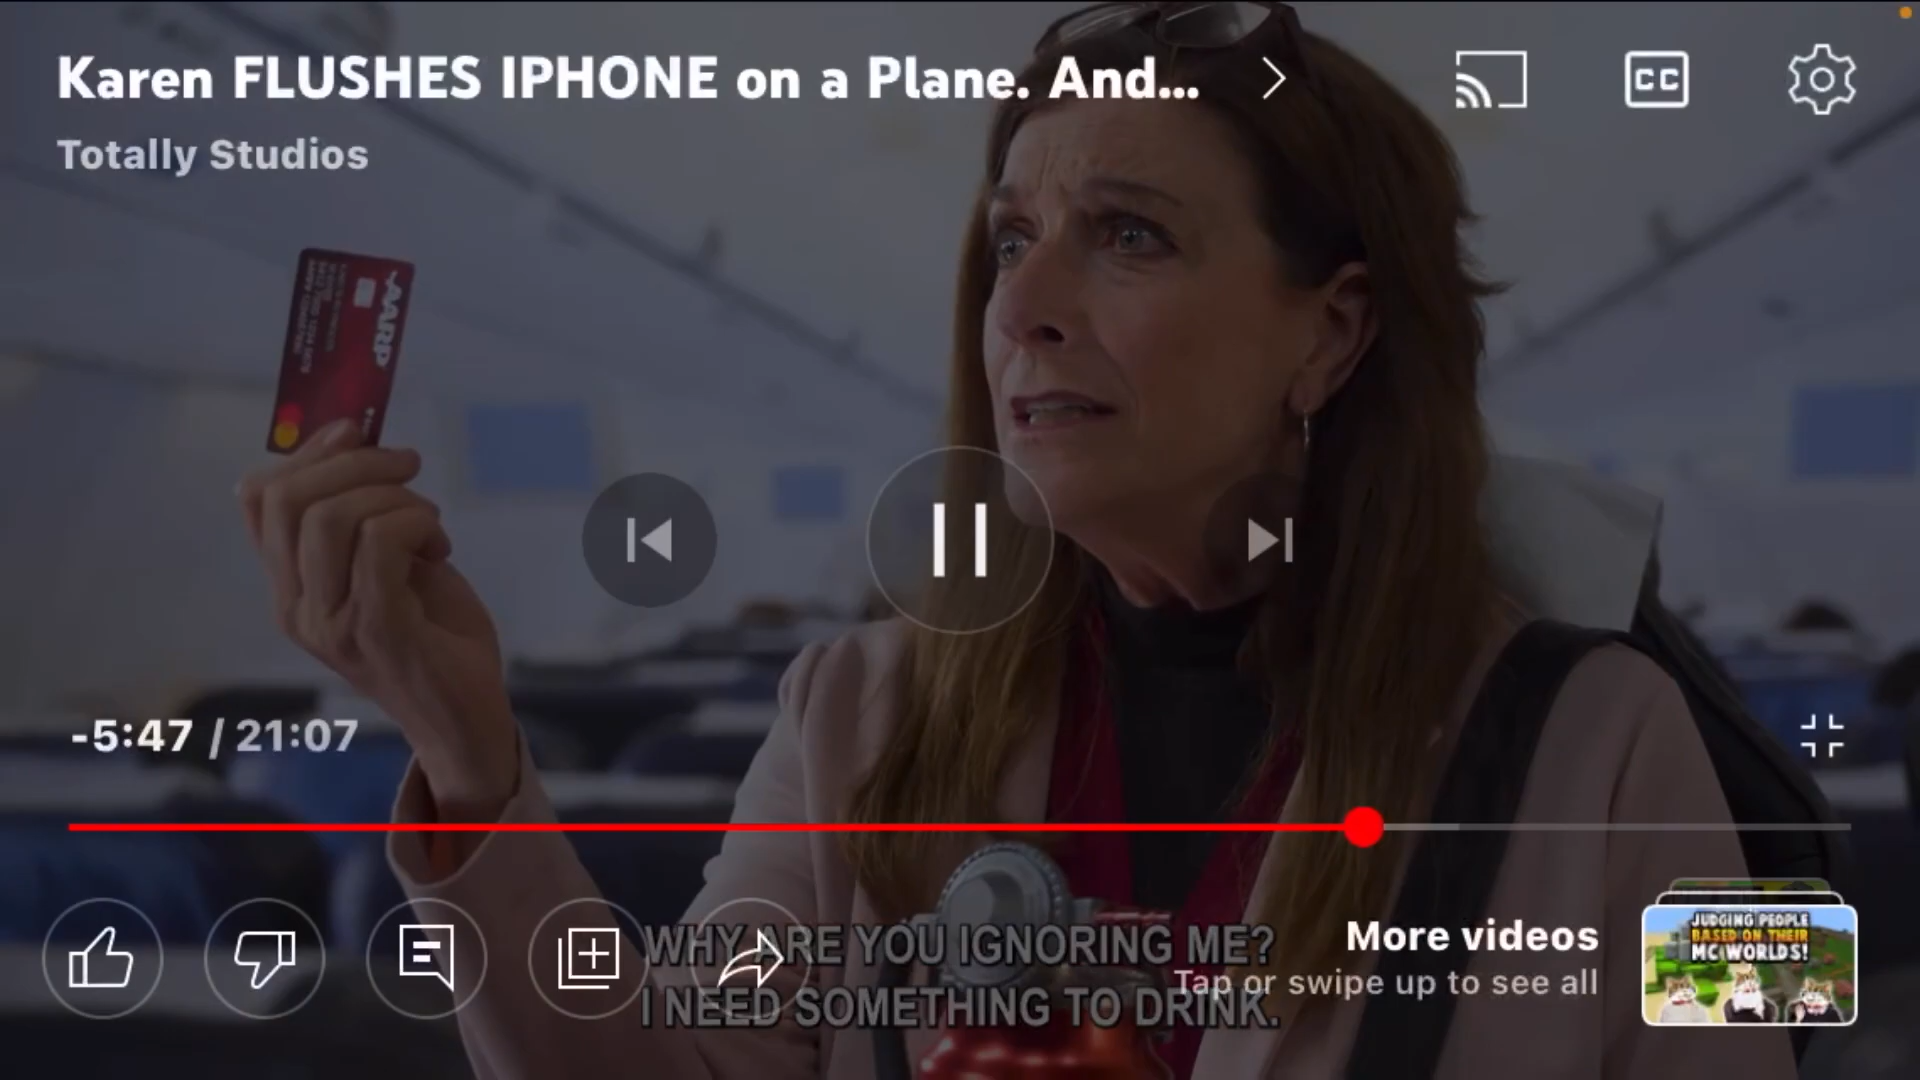 Karen FLUSHES IPHONE on a Plane. And...
CC
Totally Studios
AARP
-5:47 / 21:07
WHY ARE YOU IGNORING ME?
I NEED SOMETHING TO DRINK.
More videos
Tap or swipe up to see all
JUDGING PEOPLE
BASED ON THEIR
MC WORLDS!